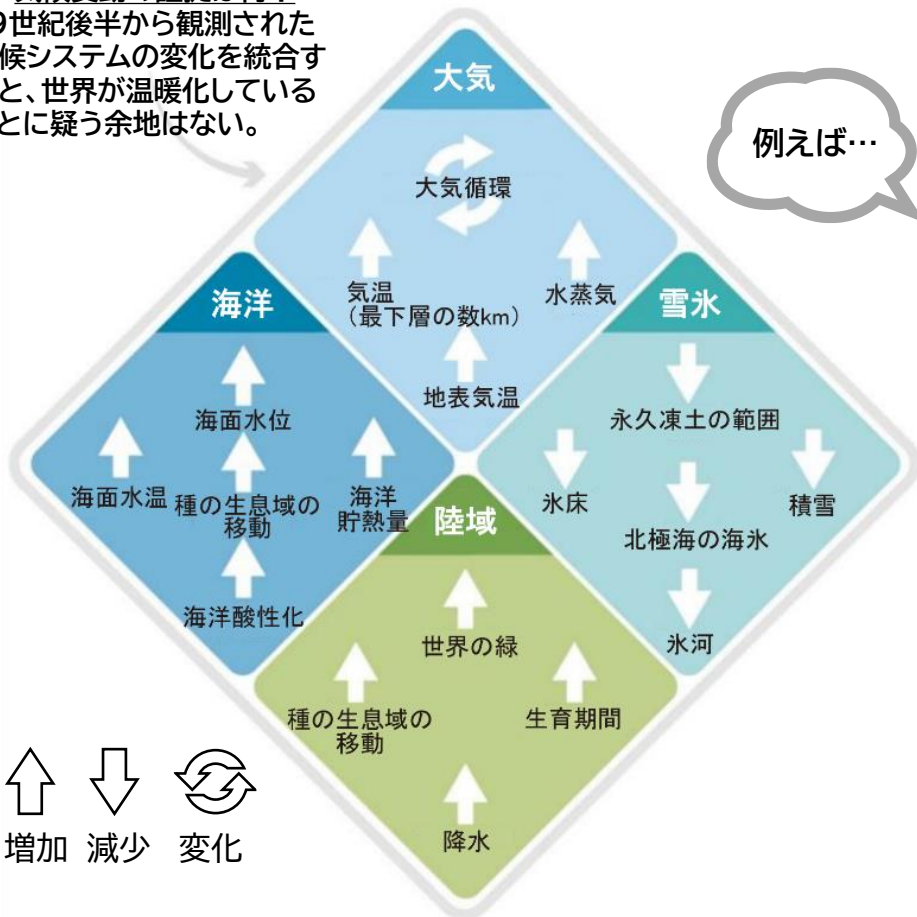 9世紀後半から観測された
候システムの変化を統合す
と、世界が温暖化している
とに疑う余地はない。
例えば…
大気
大気循環
気温
（最下層の数km）
水蒸気
地表気温
海洋
海面水位
海面水温
種の生息域の
移動
海洋
貯熱量
海洋酸性化
雪氷
永久凍土の範囲
氷床
積雪
北極海の海氷
氷河
陸域
世界の緑
種の生息域の
移動
生育期間
降水
増加 減少 変化